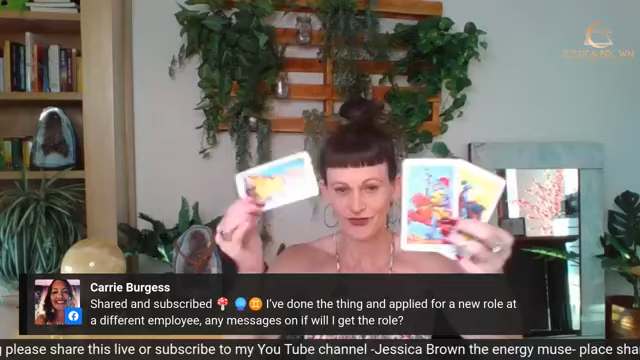 JESSICA BROWN
Carrie Burgess
Shared and subscribed 🍄 🔮 ♊ I've done the thing and applied for a new role at
a different employee, any messages on if will I get the role?
please share this live or subscribe to my You Tube channel -Jessica Brown the energy muse- place sha